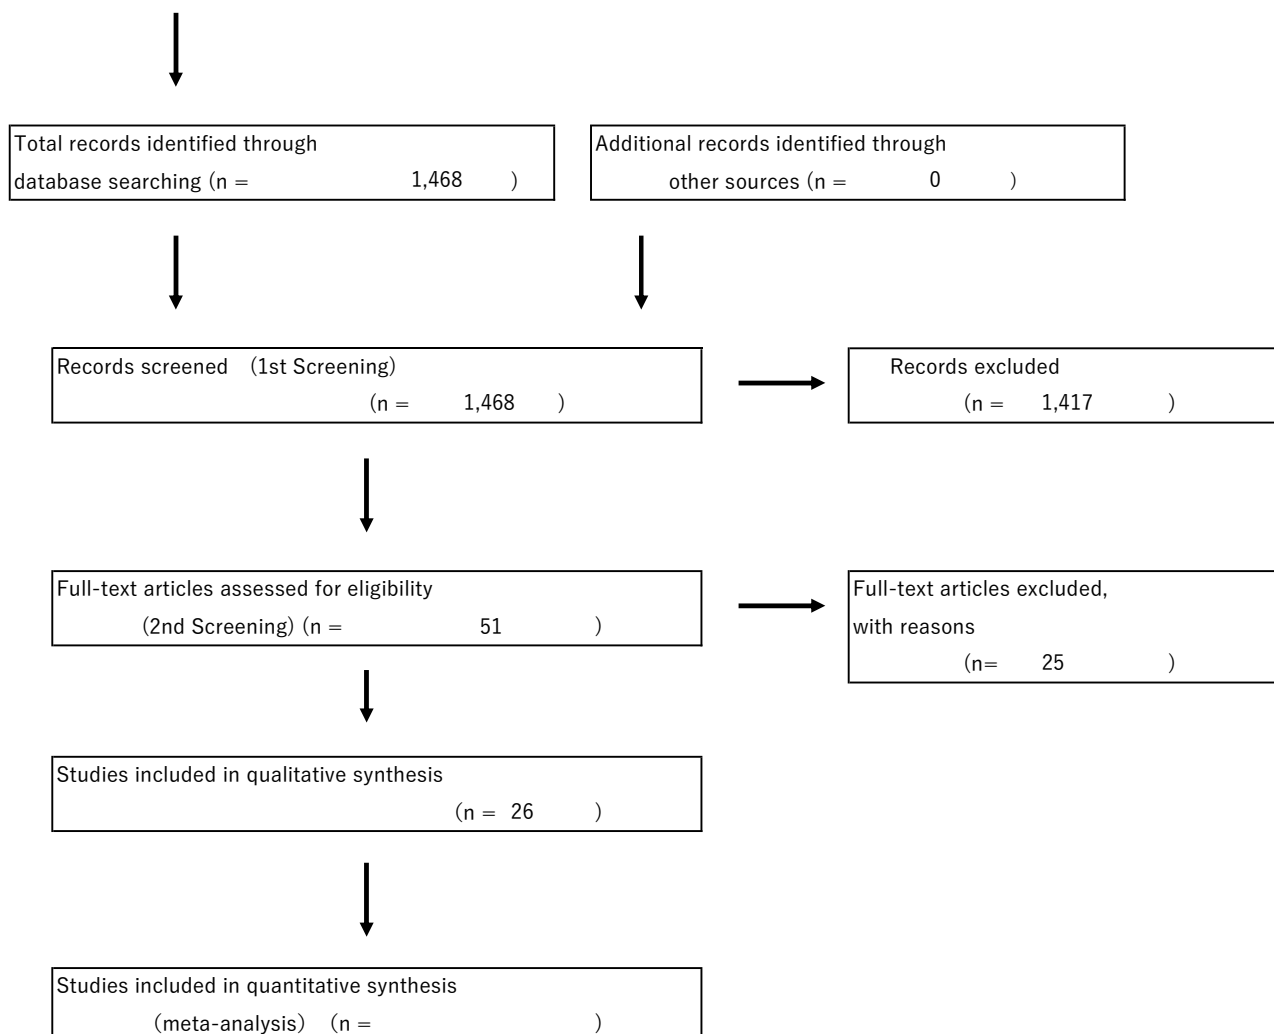 Total records identified through
database searching (n = 1,468 )
Additional records identified through
other sources (n = 0 )
Records screened (1st Screening)
(n = 1,468 )
Records excluded
(n = 1,417 )
Full-text articles assessed for eligibility
(2nd Screening) (n = 51 )
Full-text articles excluded,
with reasons
(n= 25 )
Studies included in qualitative synthesis
(n = 26 )
Studies included in quantitative synthesis
(meta-analysis) (n = )